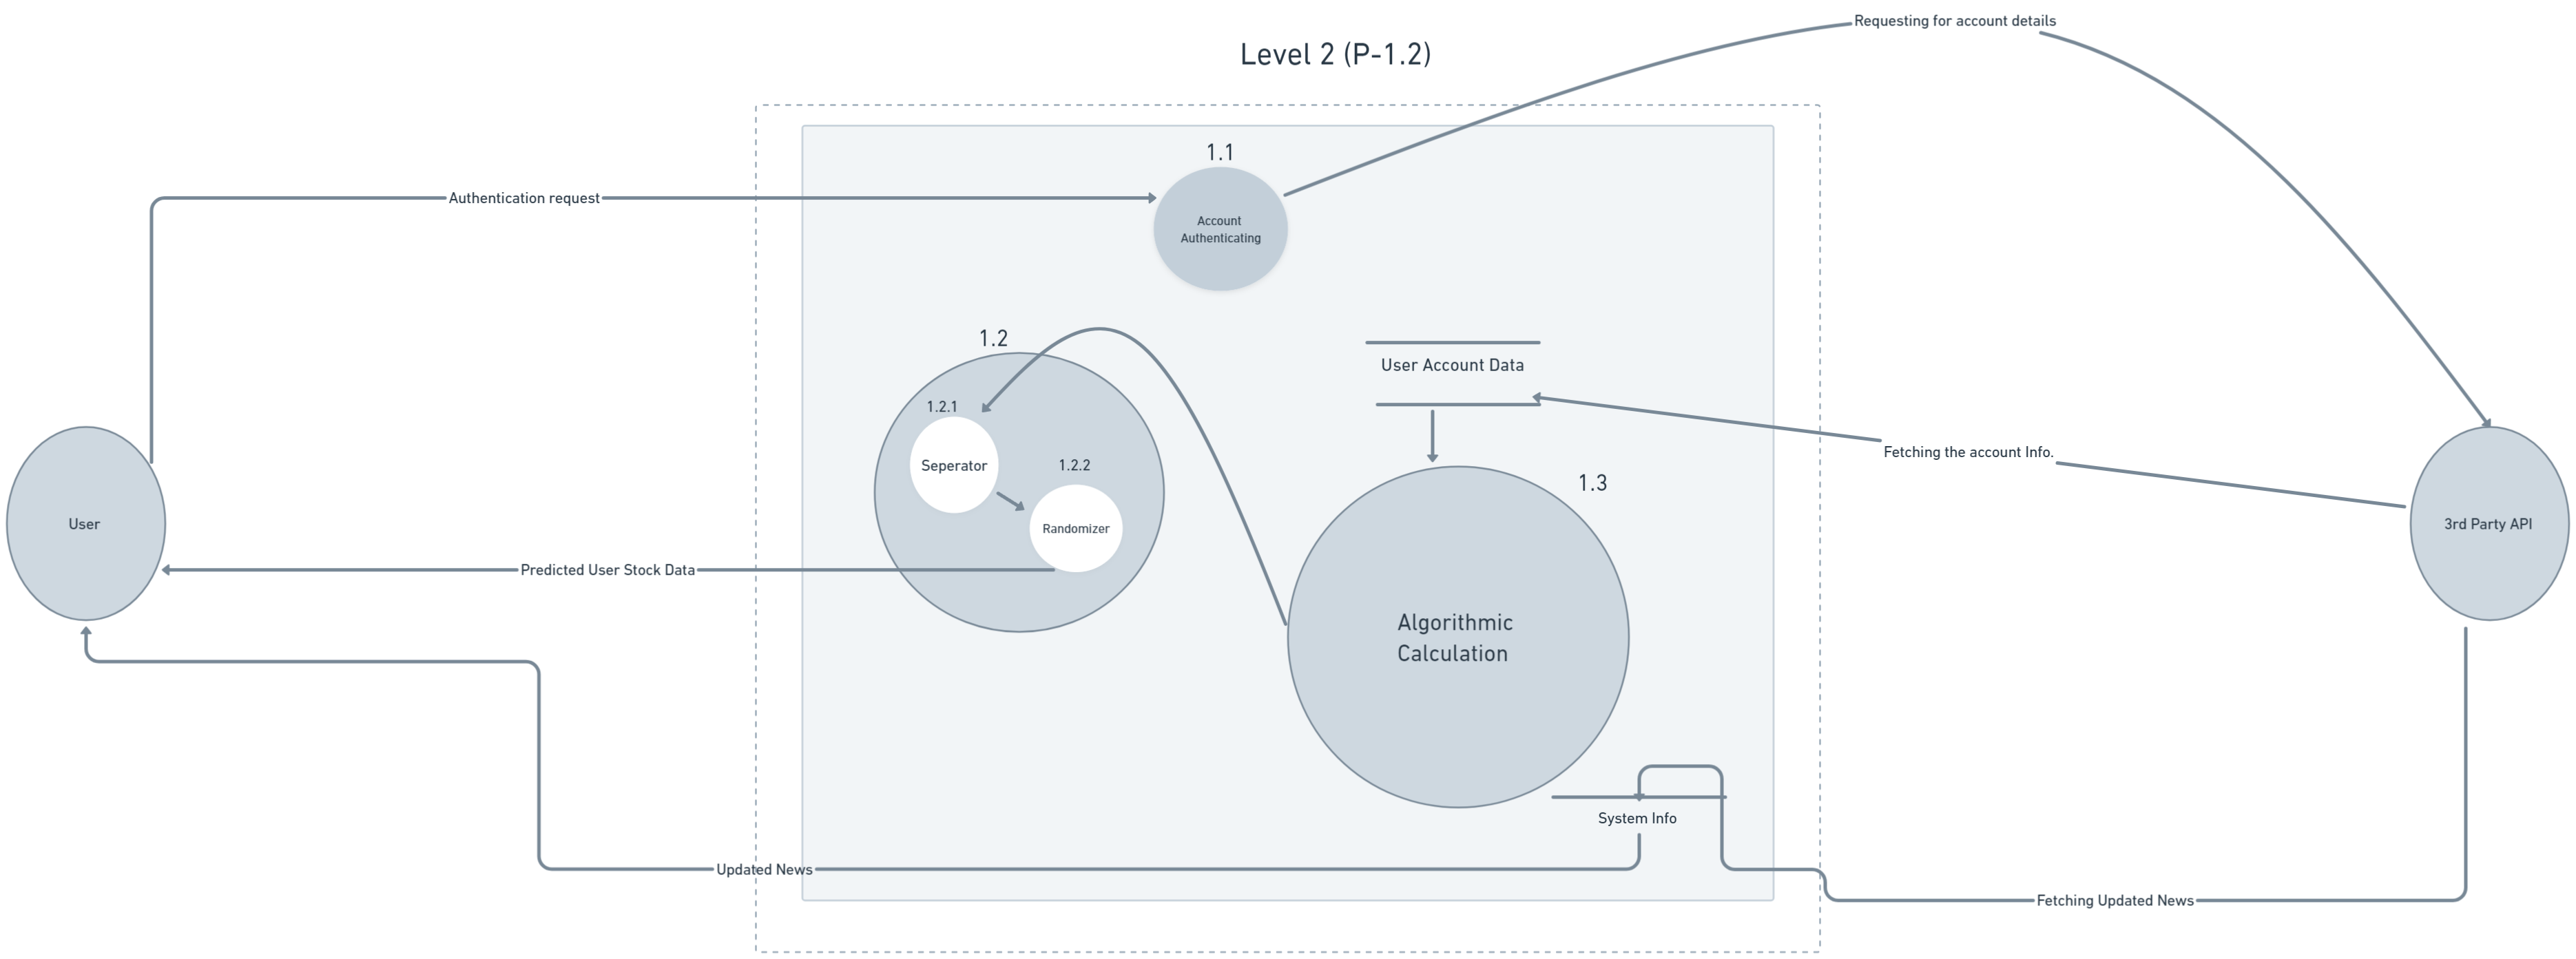 Requesting for account details
Level 2 (P-1.2)
1.1
Authentication request
Account
Authenticating
1.2
User Account Data
1.2.1
Fetching the account Info.
Seperator
1.2.2
1.3
User
Randomizer
3rd Party API
Predicted User Stock Data
Algorithmic
Calculation
System Info
Updated News
Fetching Updated News